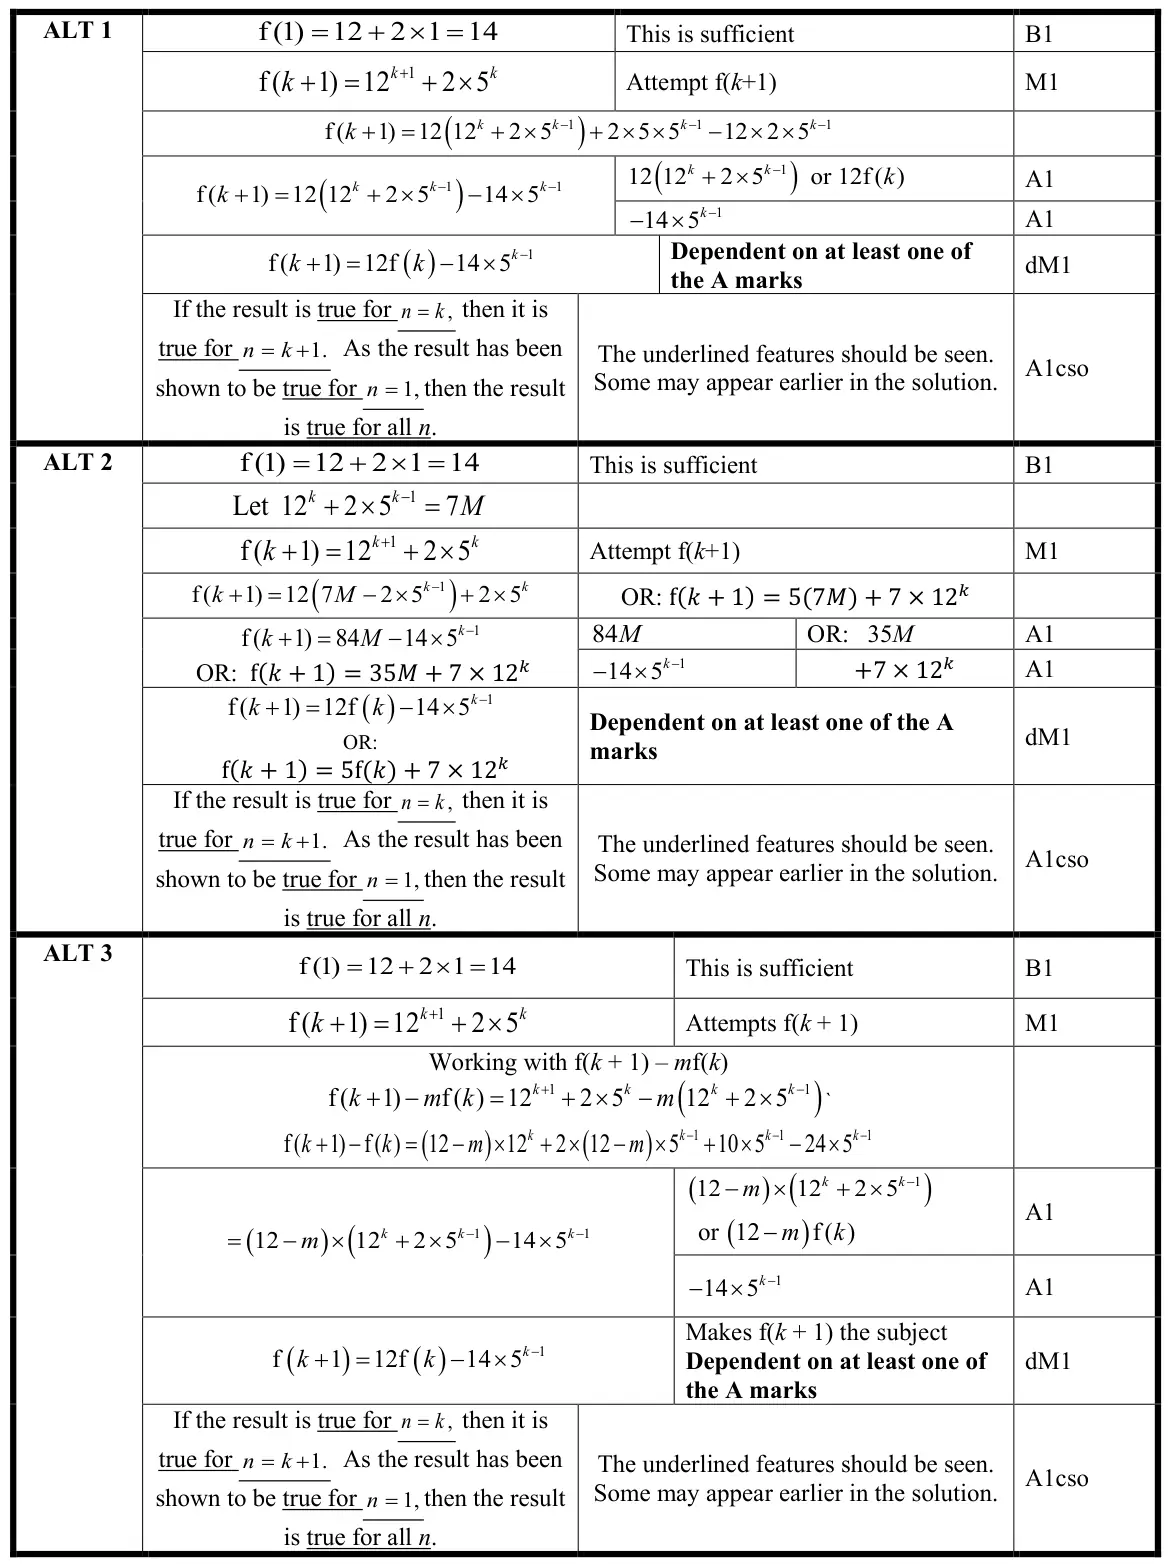 ALT 1
f(1) = 12 + 2 × 1 = 14
This is sufficient
B1
f(k + 1) = 12^{k+1} + 2 × 5^k
Attempt f(k+1)
M1
f(k + 1) = 12(12^k + 2 × 5^{k−1}) + 2 × 5 × 5^{k−1} − 12 × 2 × 5^{k−1}
f(k + 1) = 12(12^k + 2 × 5^{k−1}) − 14 × 5^{k−1}
12(12^k + 2 × 5^{k−1}) or 12f(k)
A1
−14 × 5^{k−1}
A1
f(k + 1) = 12f(k) − 14 × 5^{k−1}
Dependent on at least one of
the A marks
dM1
If the result is true for n = k, then it is
true for n = k +1. As the result has been
shown to be true for n = 1, then the result
is true for all n.
The underlined features should be seen.
Some may appear earlier in the solution.
A1cso
ALT 2
f(1) = 12 + 2 × 1 = 14
This is sufficient
B1
Let 12^k + 2 × 5^{k−1} = 7M
f(k + 1) = 12^{k+1} + 2 × 5^k
Attempt f(k+1)
M1
f(k + 1) = 12(7M − 2 × 5^{k−1}) + 2 × 5^k
OR: f(k + 1) = 5(7M) + 7 × 12^k
f(k + 1) = 84M − 14 × 5^{k−1}
OR: f(k + 1) = 35M + 7 × 12^k
84M
OR: 35M
A1
−14 × 5^{k−1}
+7 × 12^k
A1
f(k + 1) = 12f(k) − 14 × 5^{k−1}
OR:
f(k + 1) = 5f(k) + 7 × 12^k
Dependent on at least one of the A
marks
dM1
If the result is true for n = k, then it is
true for n = k +1. As the result has been
shown to be true for n = 1, then the result
is true for all n.
The underlined features should be seen.
Some may appear earlier in the solution.
A1cso
ALT 3
f(1) = 12 + 2 × 1 = 14
This is sufficient
B1
f(k + 1) = 12^{k+1} + 2 × 5^k
Attempts f(k + 1)
M1
Working with f(k + 1) – mf(k)
f(k + 1) − mf(k) = 12^{k+1} + 2 × 5^k − m(12^k + 2 × 5^{k−1})`
f(k + 1) − f(k) = (12 − m) × 12^k + 2 × (12 − m) × 5^{k−1} + 10 × 5^{k−1} − 24 × 5^{k−1}
= (12 − m) × (12^k + 2 × 5^{k−1}) − 14 × 5^{k−1}
(12 − m) × (12^k + 2 × 5^{k−1})
or (12 − m)f(k)
A1
−14 × 5^{k−1}
A1
f(k + 1) = 12f(k) − 14 × 5^{k−1}
Makes f(k + 1) the subject
Dependent on at least one of
the A marks
dM1
If the result is true for n = k, then it is
true for n = k +1. As the result has been
shown to be true for n = 1, then the result
is true for all n.
The underlined features should be seen.
Some may appear earlier in the solution.
A1cso